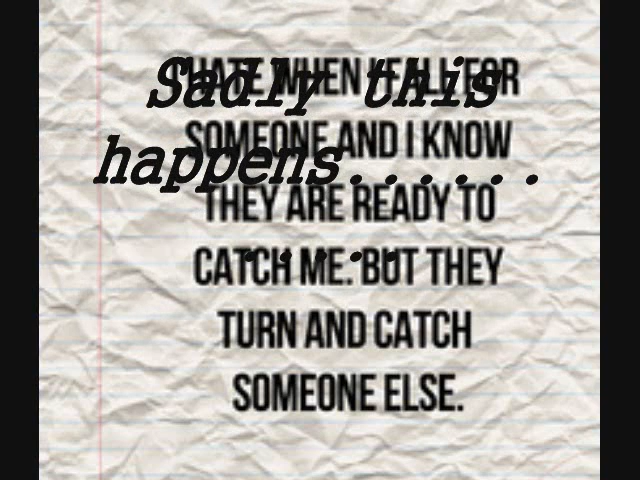 Sadly this
happens......
.....
I HATE WHEN I FALL FOR
SOMEONE AND I KNOW
THEY ARE READY TO
CATCH ME. BUT THEY
TURN AND CATCH
SOMEONE ELSE.